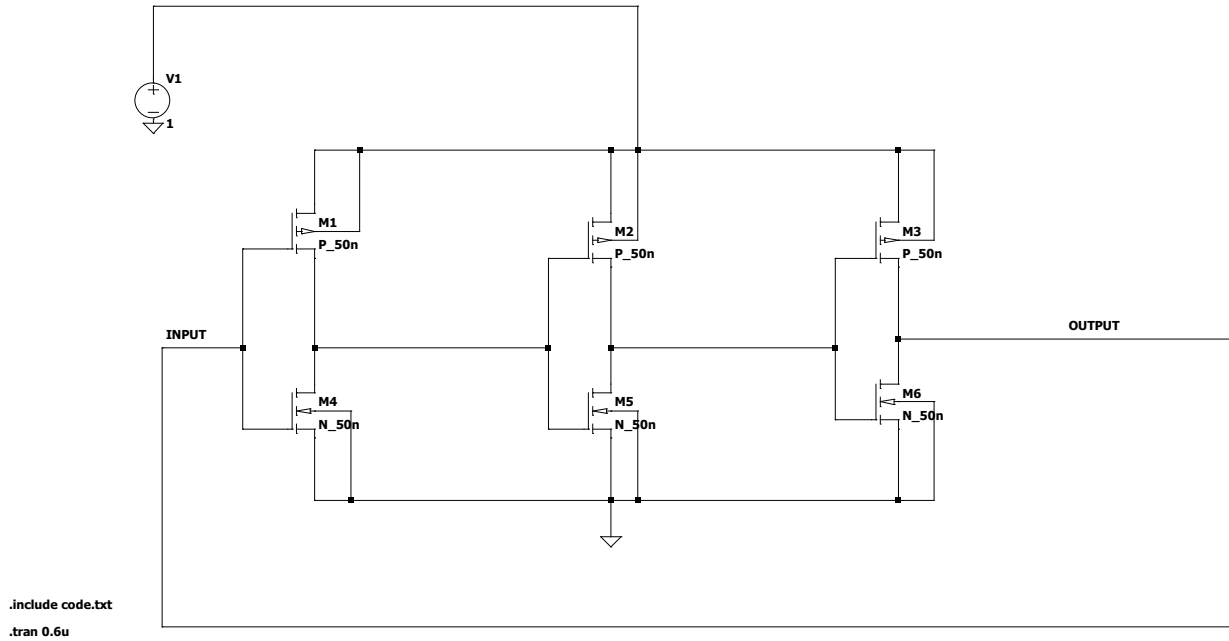 V1
1
M1
P_50n
M2
P_50n
M3
P_50n
INPUT
OUTPUT
M4
N_50n
M5
N_50n
M6
N_50n
.include code.txt
.tran 0.6u